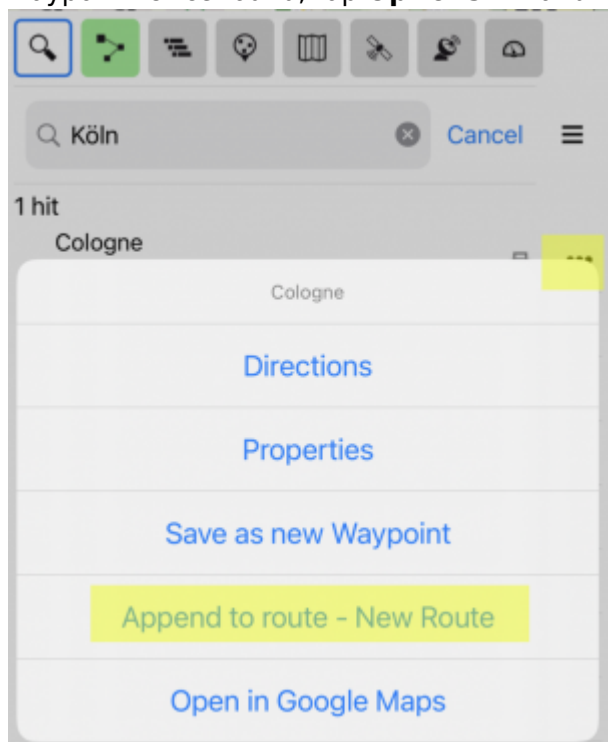 Köln
Cancel
1 hit
Cologne
Cologne
Directions
Properties
Save as new Waypoint
Append to route - New Route
Open in Google Maps